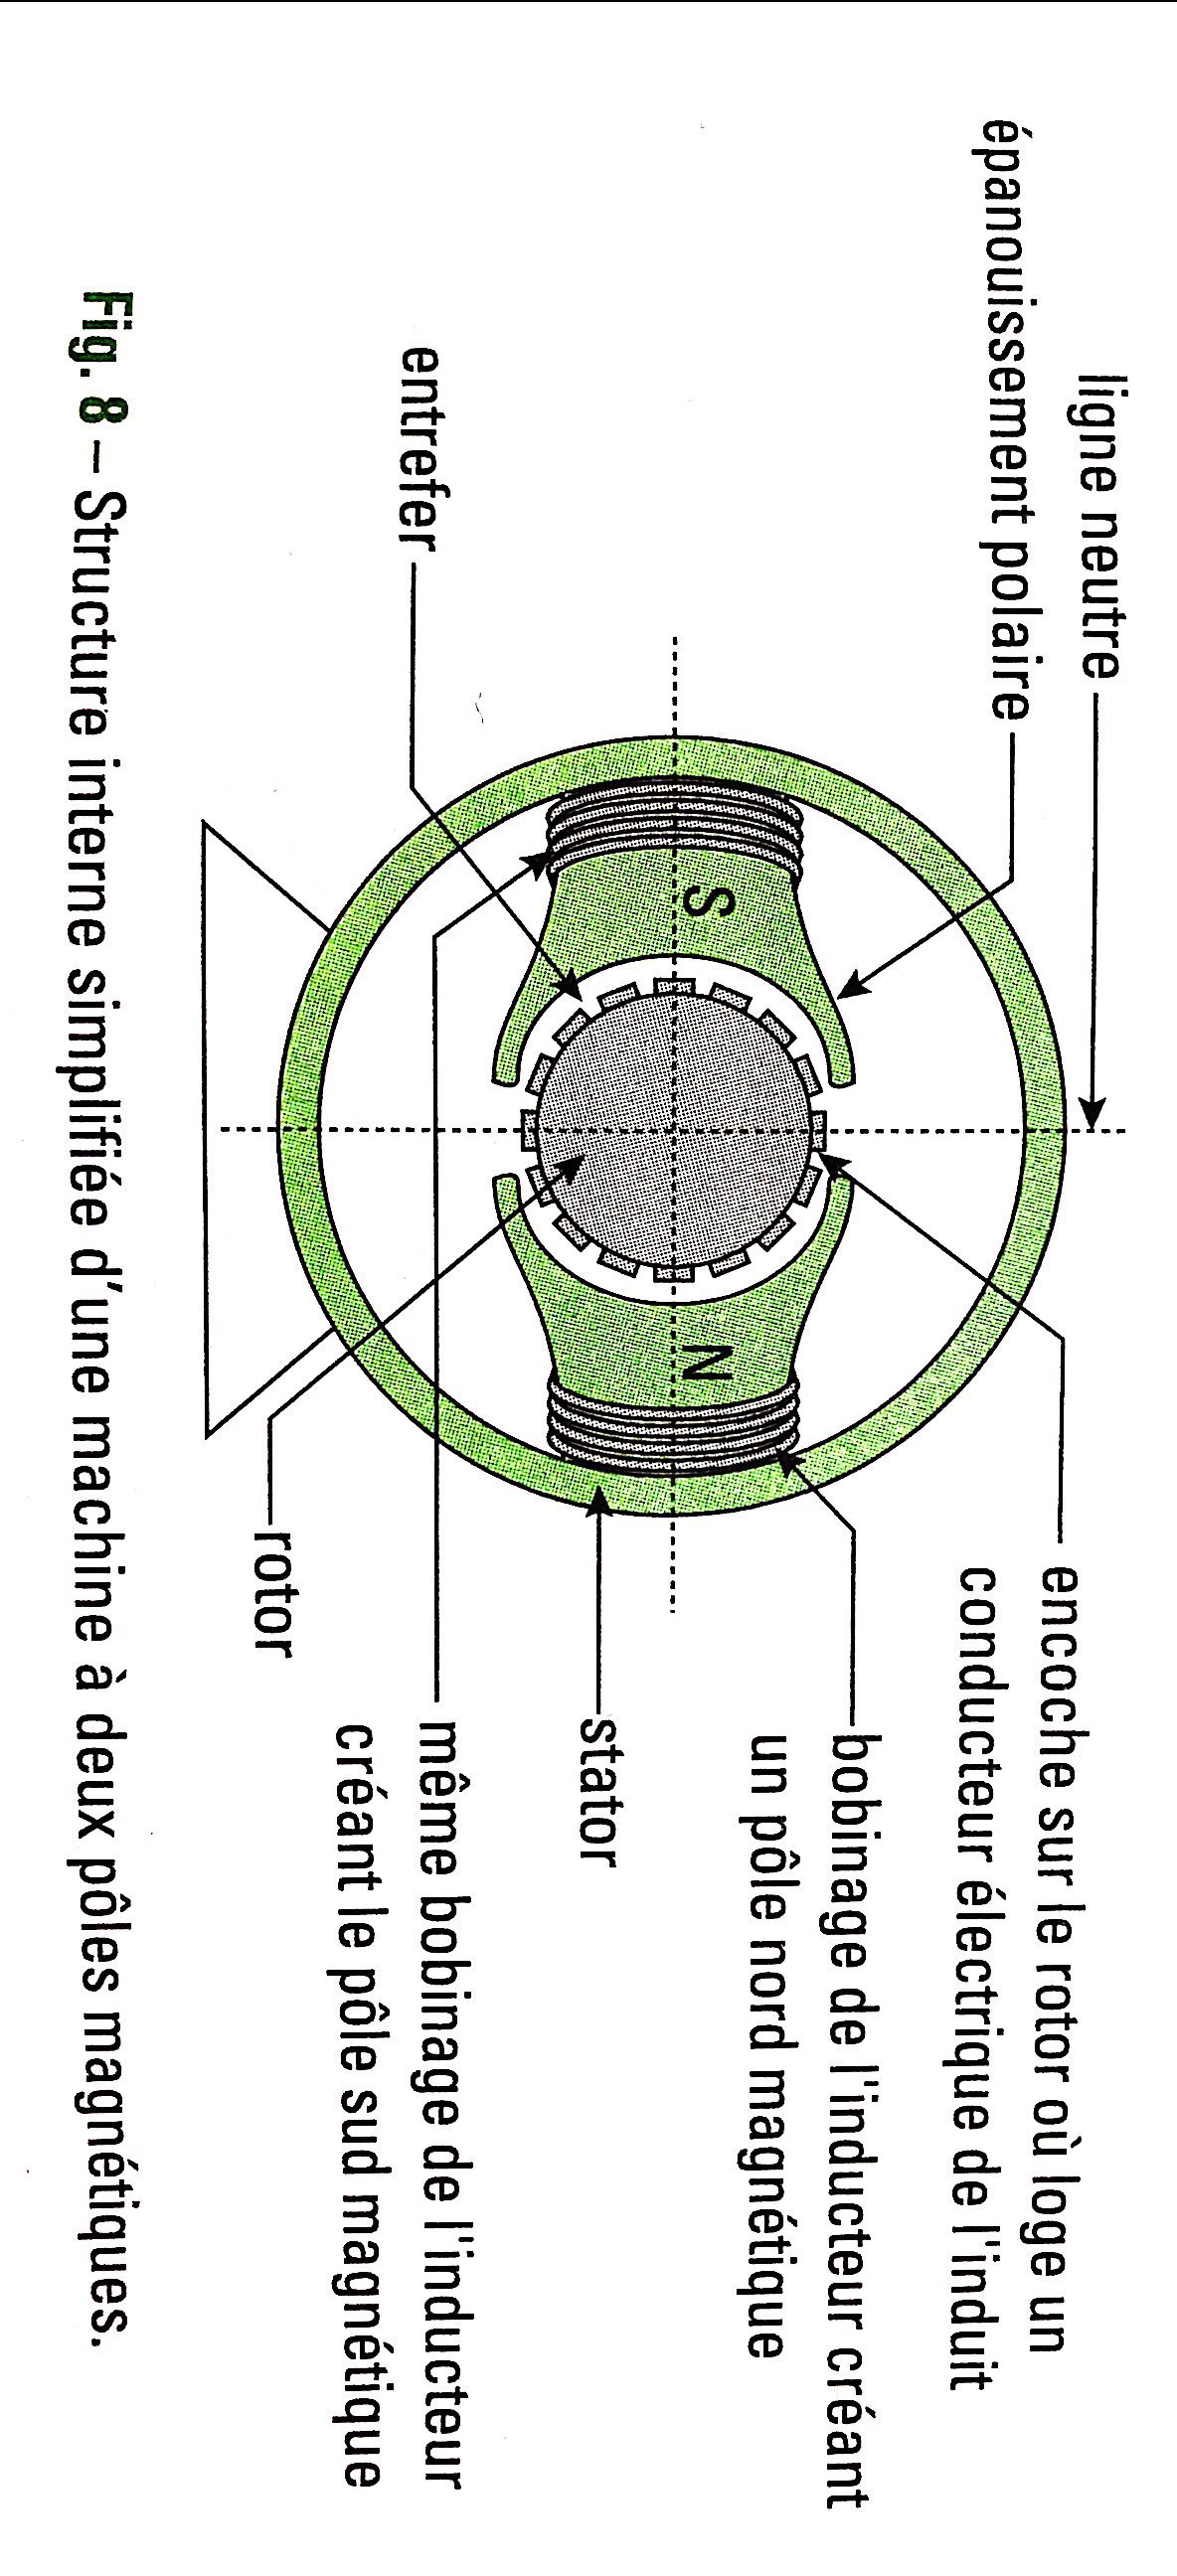 ligne neutre
épanouissement polaire
encoche sur le rotor où loge un
conducteur électrique de l'induit
bobinage de l'inducteur créant
un pôle nord magnétique
S
N
stator
entrefer
même bobinage de l'inducteur
créant le pôle sud magnétique
rotor
Fig. 8 – Structure interne simplifiée d'une machine à deux pôles magnétiques.